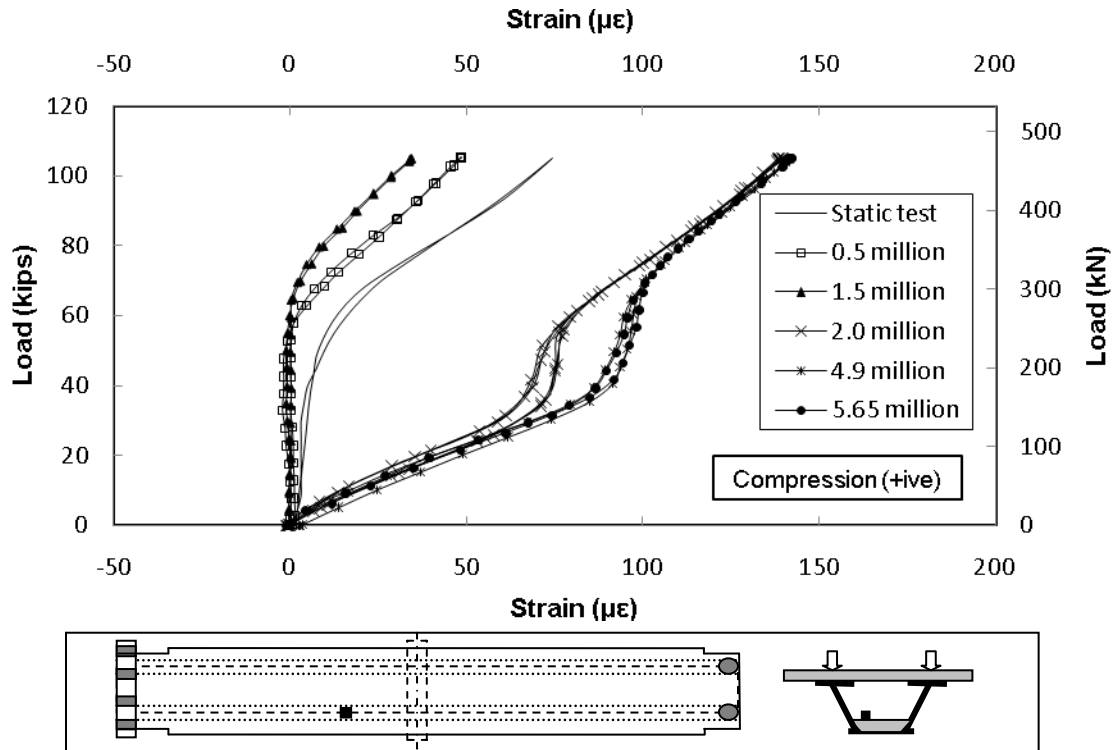 Strain (µε)
-50 0 50 100 150 200
120 500
100 400
80 300
60 200
40 100
20 0
0
Load (kips)
Load (kN)
Static test
0.5 million
1.5 million
2.0 million
4.9 million
5.65 million
Compression (+ive)
-50 0 50 100 150 200
Strain (µε)